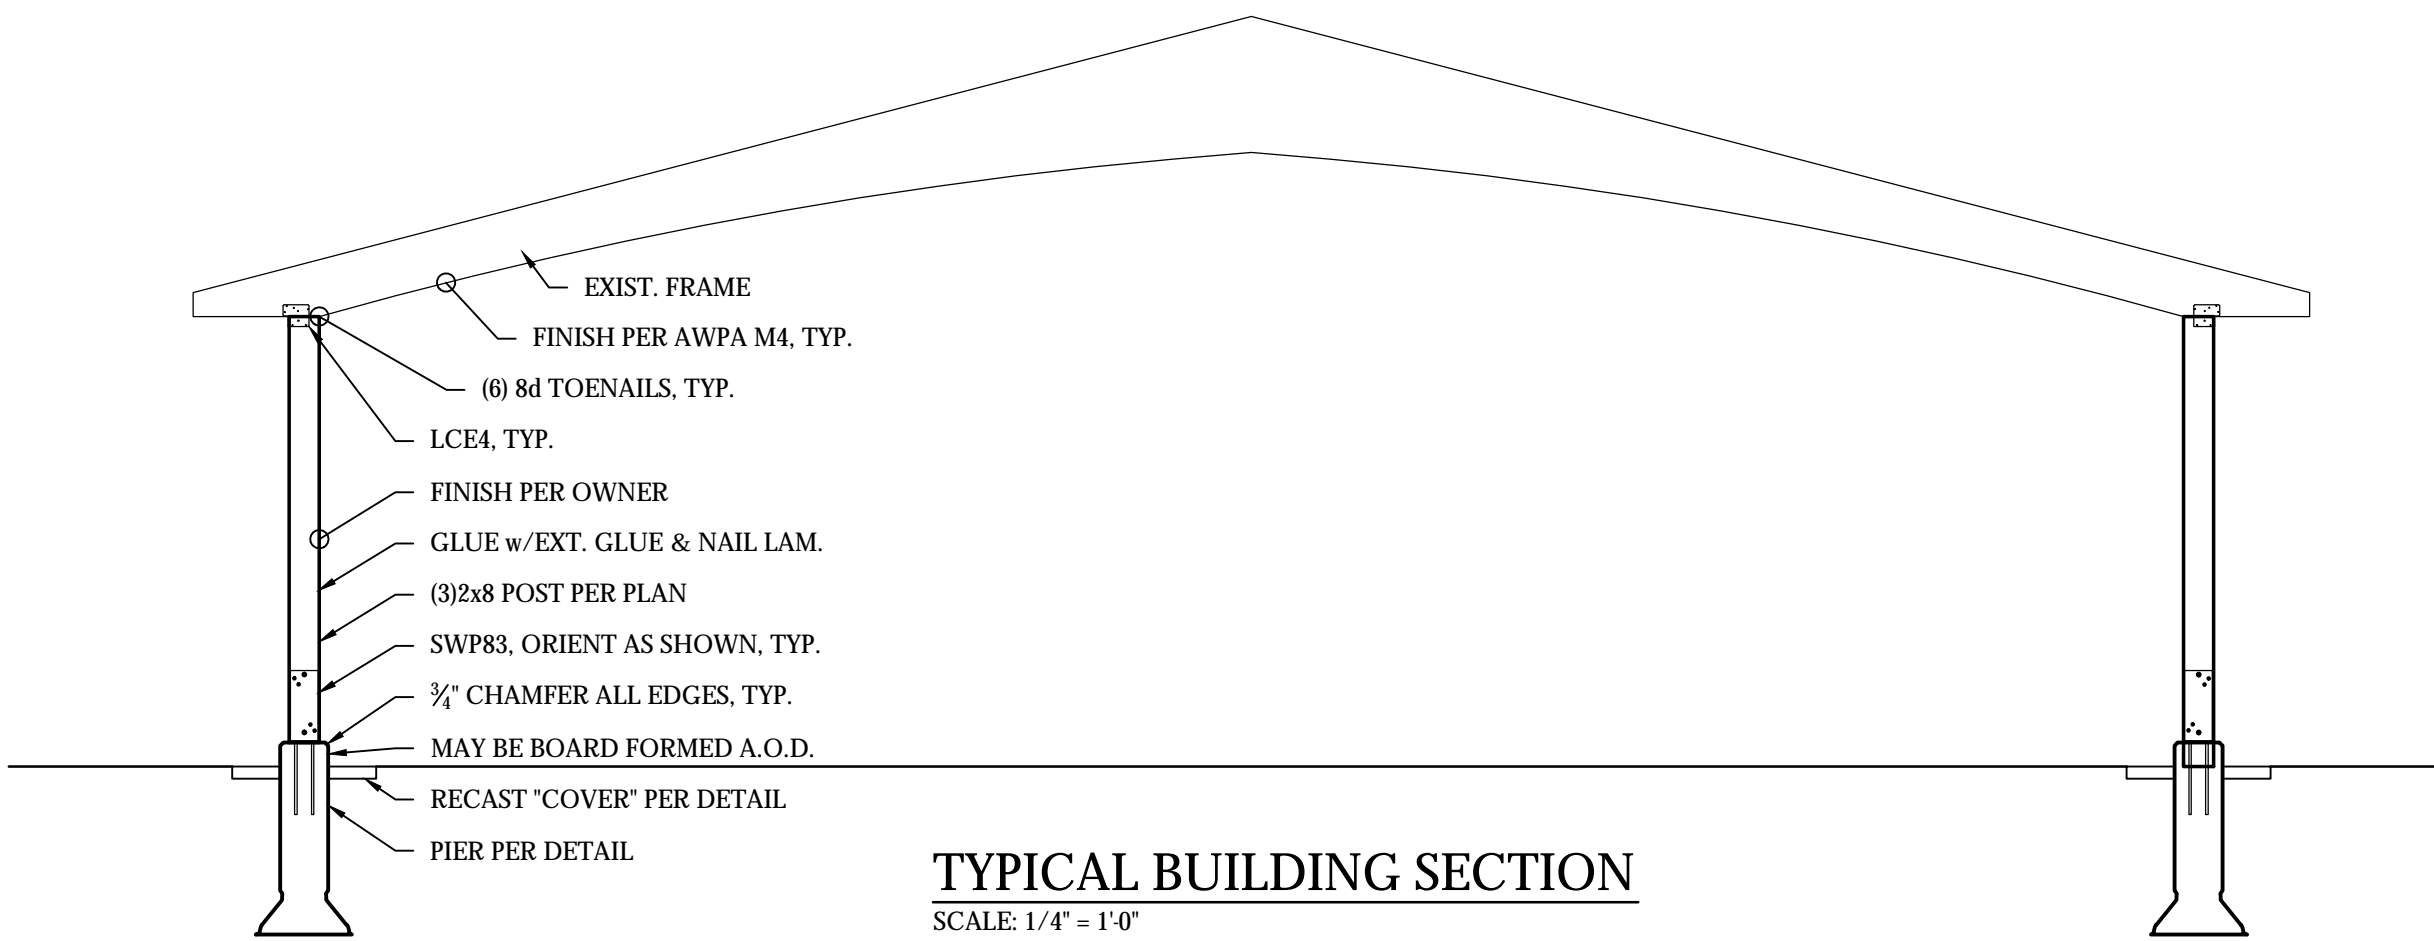 EXIST. FRAME
FINISH PER AWPA M4, TYP.
(6) 8d TOENAILS, TYP.
LCE4, TYP.
FINISH PER OWNER
GLUE w/EXT. GLUE & NAIL LAM.
(3)2x8 POST PER PLAN
SWP83, ORIENT AS SHOWN, TYP.
¾" CHAMFER ALL EDGES, TYP.
MAY BE BOARD FORMED A.O.D.
RECAST "COVER" PER DETAIL
PIER PER DETAIL
TYPICAL BUILDING SECTION
SCALE: 1/4" = 1'-0"